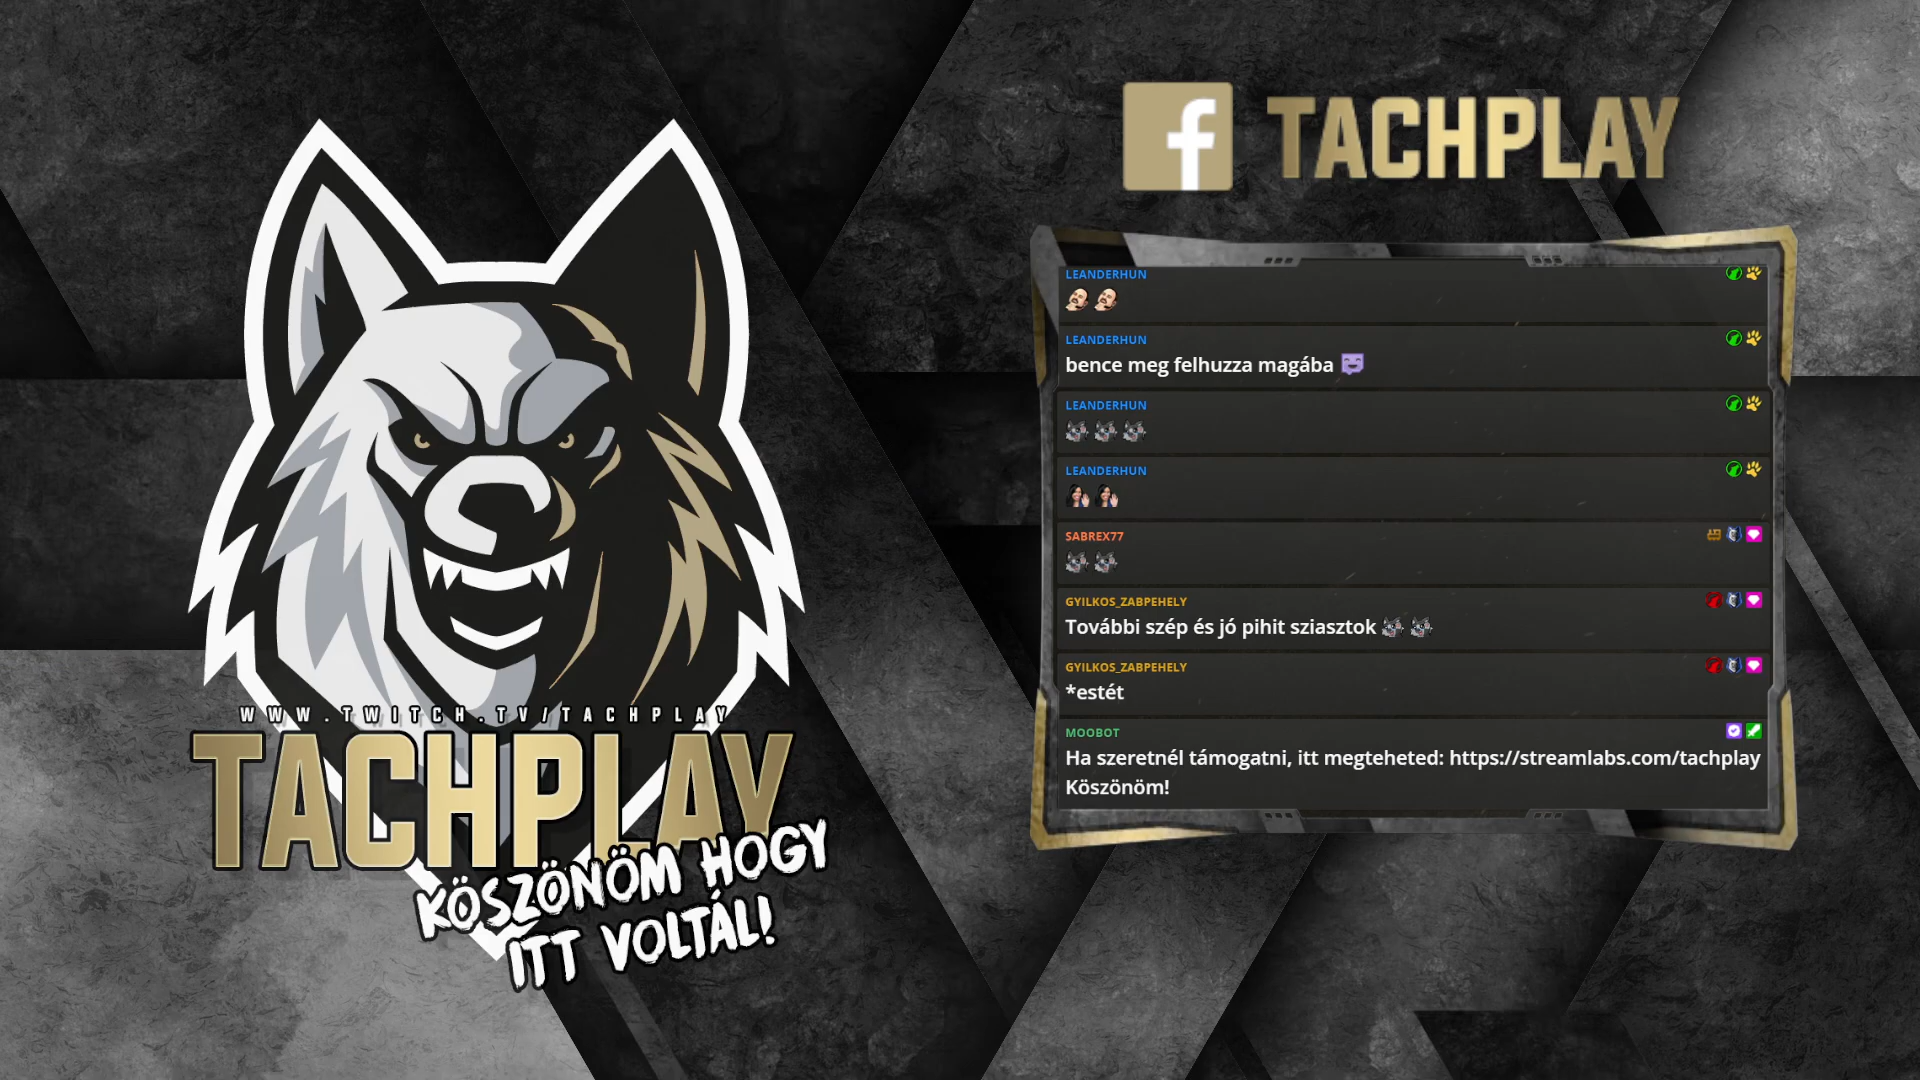 WWW.TWITCH.TV/TACHPLAY
TACHPLAY
KÖSZÖNÖM HOGY
ITT VOLTÁL!
TACHPLAY
LEANDERHUN
LEANDERHUN
bence meg felhuzza magába
LEANDERHUN
LEANDERHUN
SABREX77
GYILKOS_ZABPEHELY
További szép és jó pihit sziasztok
GYILKOS_ZABPEHELY
*estét
MOOBOT
Ha szeretnél támogatni, itt megteheted: https://streamlabs.com/tachplay
Köszönöm!